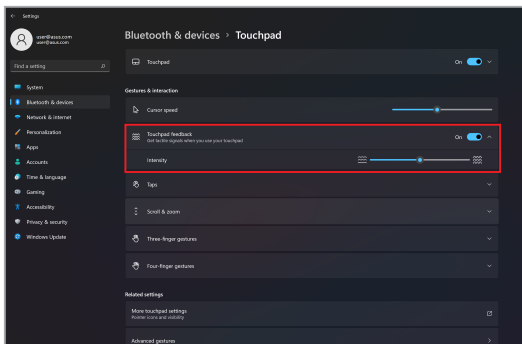 Settings
user@asus.com
user@asus.com
Bluetooth & devices > Touchpad
Find a setting
Touchpad
On
System
Gestures & interaction
Bluetooth & devices
Cursor speed
Network & internet
Personalization
Touchpad feedback
Get tactile signals when you use your touchpad
On
Apps
Intensity
Accounts
Time & language
Taps
Gaming
Accessibility
Scroll & zoom
Privacy & security
Windows Update
Three-finger gestures
Four-finger gestures
Related settings
More touchpad settings
Pointer icons and visibility
Advanced gestures